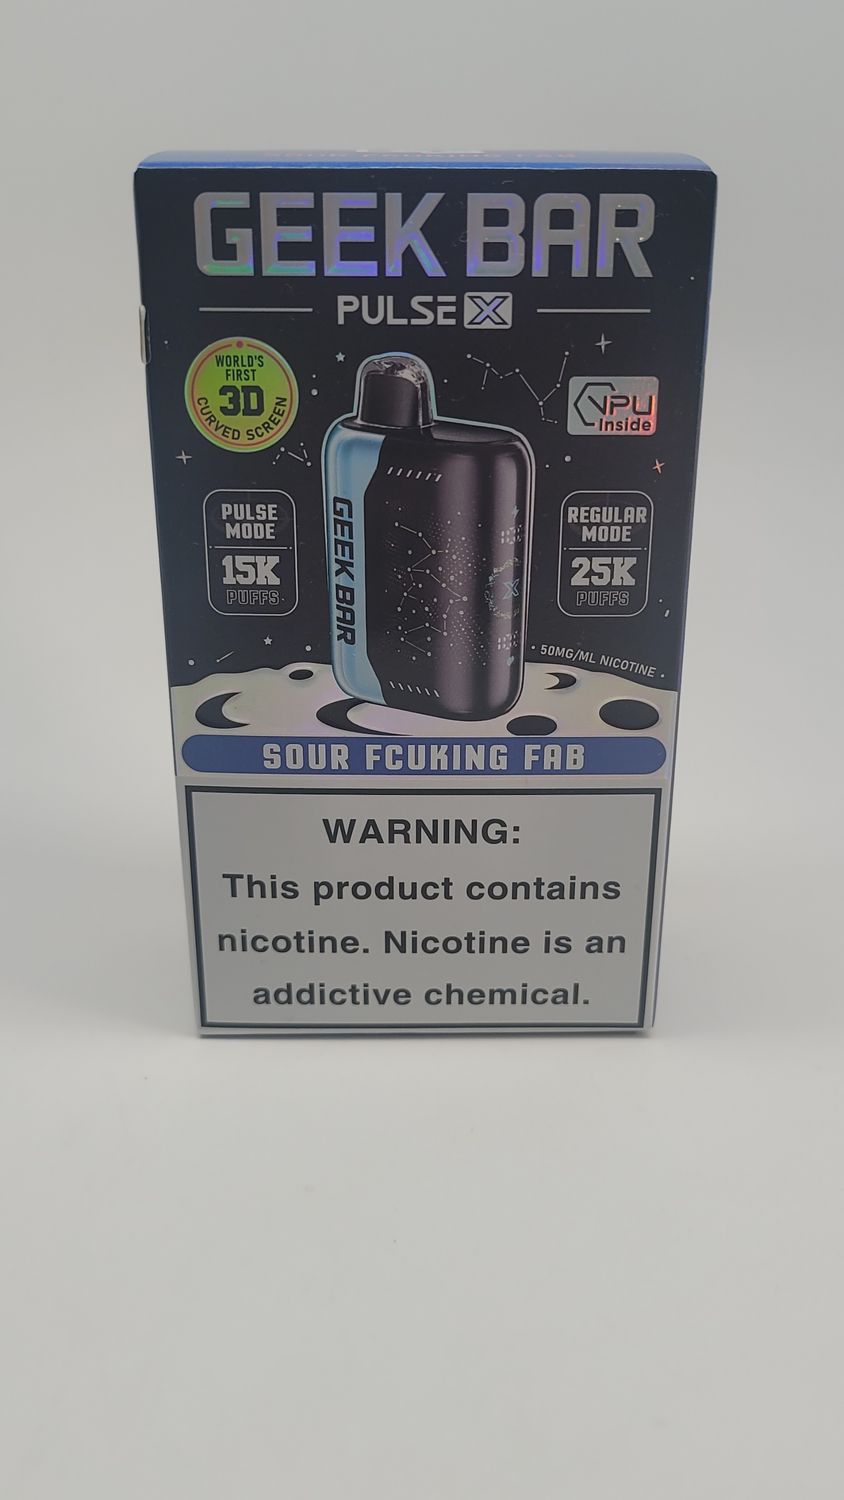 GEEK BAR
PULSE X
WORLD'S
FIRST
3D
CURVED SCREEN
VPU
Inside
PULSE
MODE
15K
PUFFS
REGULAR
MODE
25K
PUFFS
GEEK BAR
X
• 50MG/ML NICOTINE •
SOUR FCUKING FAB
WARNING:
This product contains
nicotine. Nicotine is an
addictive chemical.